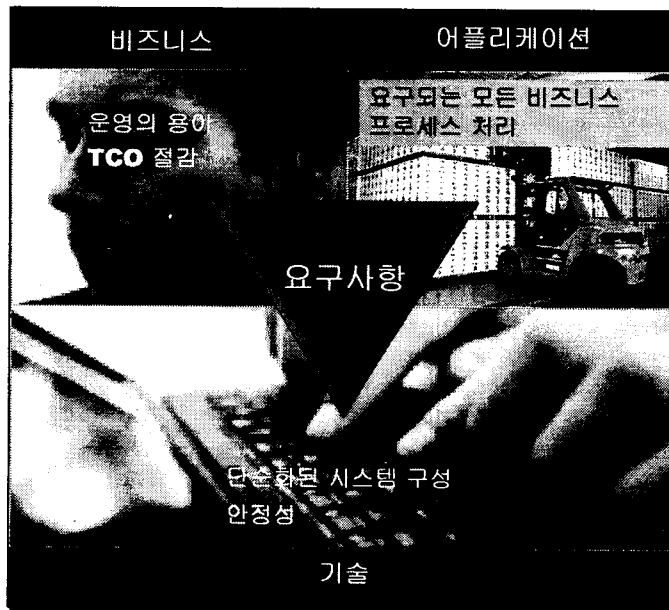 비즈니스
어플리케이션
운영의 용이
TCO 절감
요구되는 모든 비즈니스
프로세스 처리
요구사항
단순화된 시스템 구성
안정성
기술